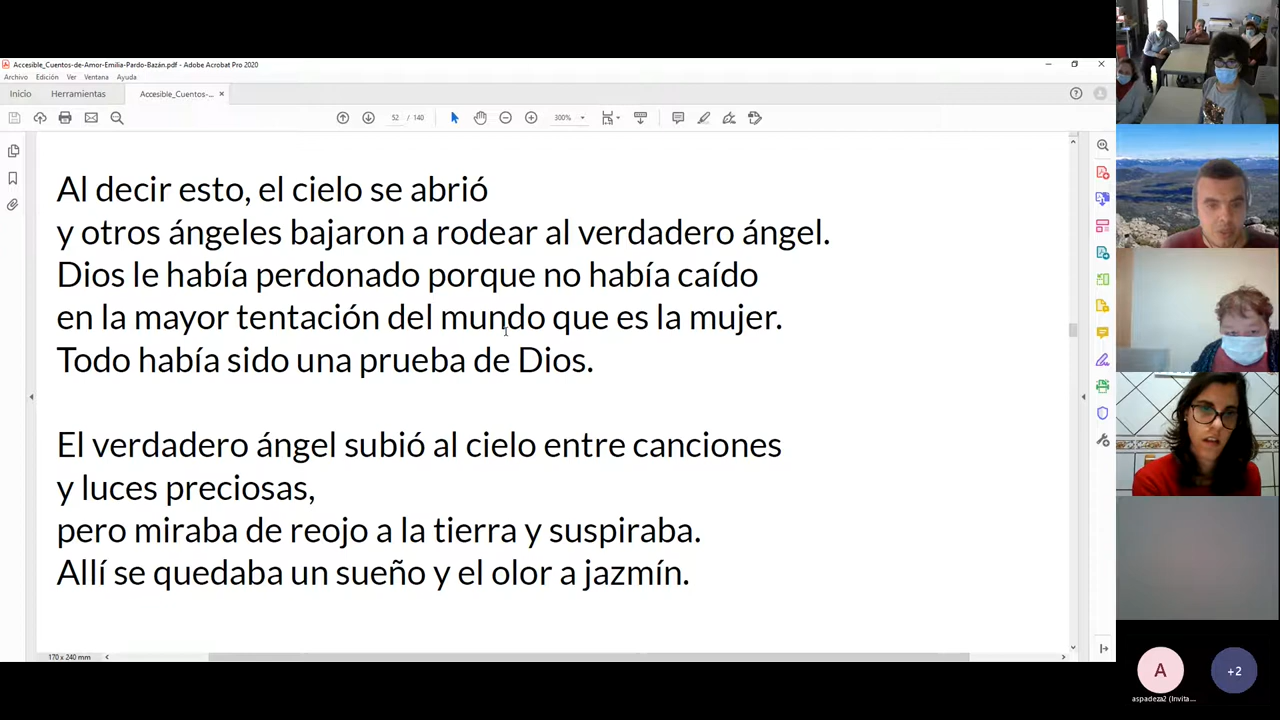 Accesible_Cuentos-de-Amor-Emilia-Pardo-Bazán.pdf - Adobe Acrobat Pro 2020
Archivo Edición Ver Ventana Ayuda
Inicio Herramientas Accesible_Cuentos-... ×
52 / 140 300%
Al decir esto, el cielo se abrió
y otros ángeles bajaron a rodear al verdadero ángel.
Dios le había perdonado porque no había caído
en la mayor tentación del mundo que es la mujer.
Todo había sido una prueba de Dios.
El verdadero ángel subió al cielo entre canciones
y luces preciosas,
pero miraba de reojo a la tierra y suspiraba.
Allí se quedaba un sueño y el olor a jazmín.
170 x 240 mm
A +2
aspadeza2 (Invita...